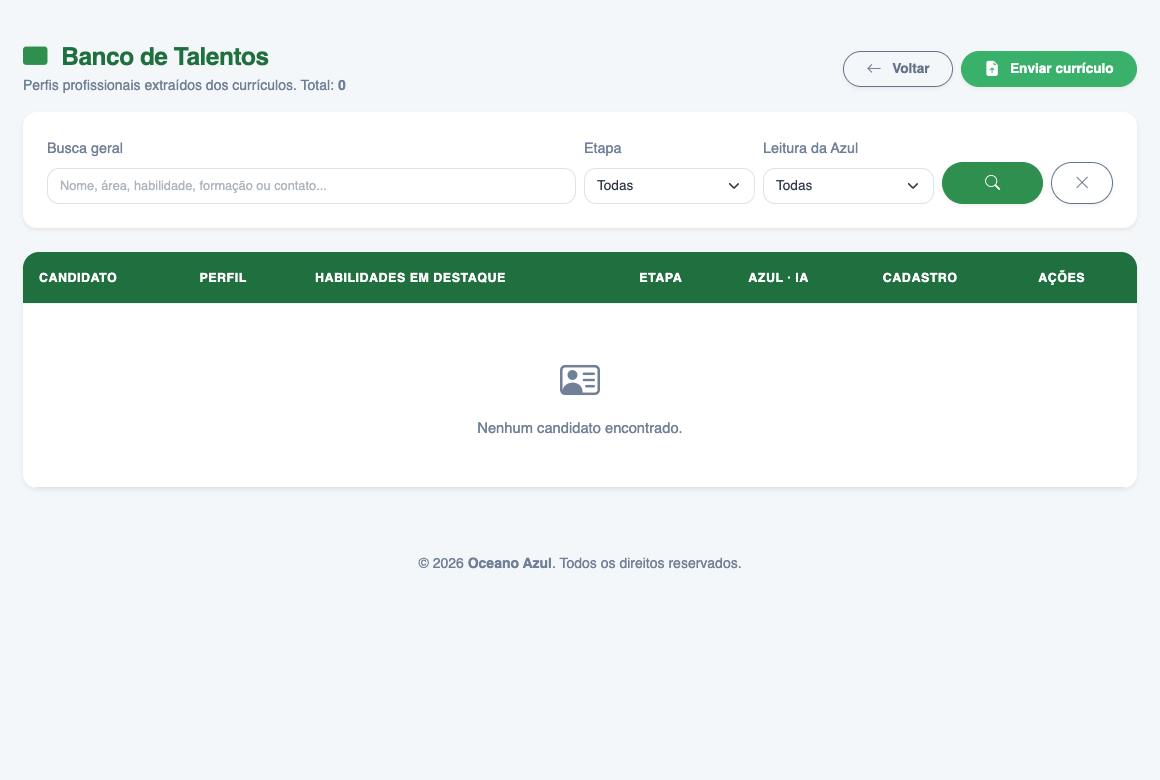 Banco de Talentos
Perfis profissionais extraídos dos currículos. Total: 0
Voltar
Enviar currículo
Busca geral
Etapa
Leitura da Azul
Nome, área, habilidade, formação ou contato...
Todas
Todas
CANDIDATO PERFIL HABILIDADES EM DESTAQUE ETAPA AZUL · IA CADASTRO AÇÕES
Nenhum candidato encontrado.
© 2026 Oceano Azul. Todos os direitos reservados.